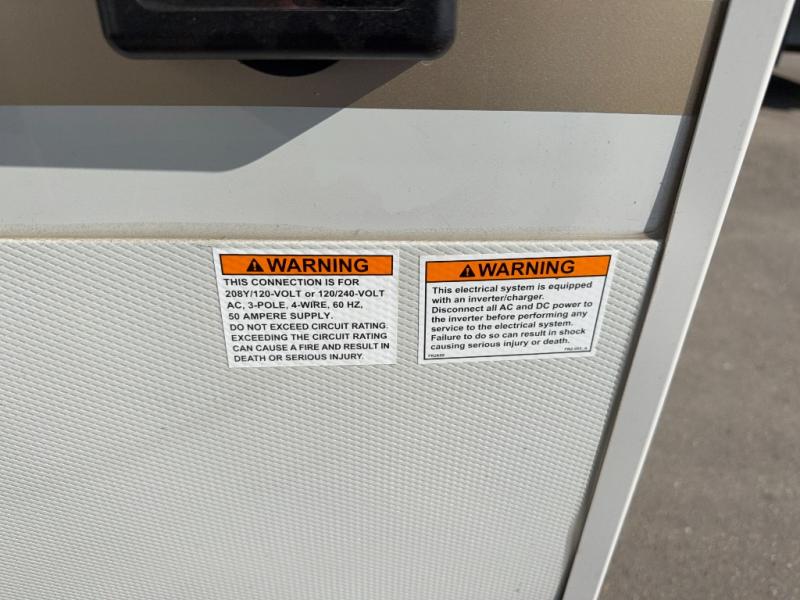 ⚠ WARNING
THIS CONNECTION IS FOR
208Y/120-VOLT or 120/240-VOLT
AC, 3-POLE, 4-WIRE, 60 HZ,
50 AMPERE SUPPLY.
DO NOT EXCEED CIRCUIT RATING.
EXCEEDING THE CIRCUIT RATING
CAN CAUSE A FIRE AND RESULT IN
DEATH OR SERIOUS INJURY.
⚠ WARNING
This electrical system is equipped
with an inverter/charger.
Disconnect all AC and DC power to
the inverter before performing any
service to the electrical system.
Failure to do so can result in shock
causing serious injury or death.